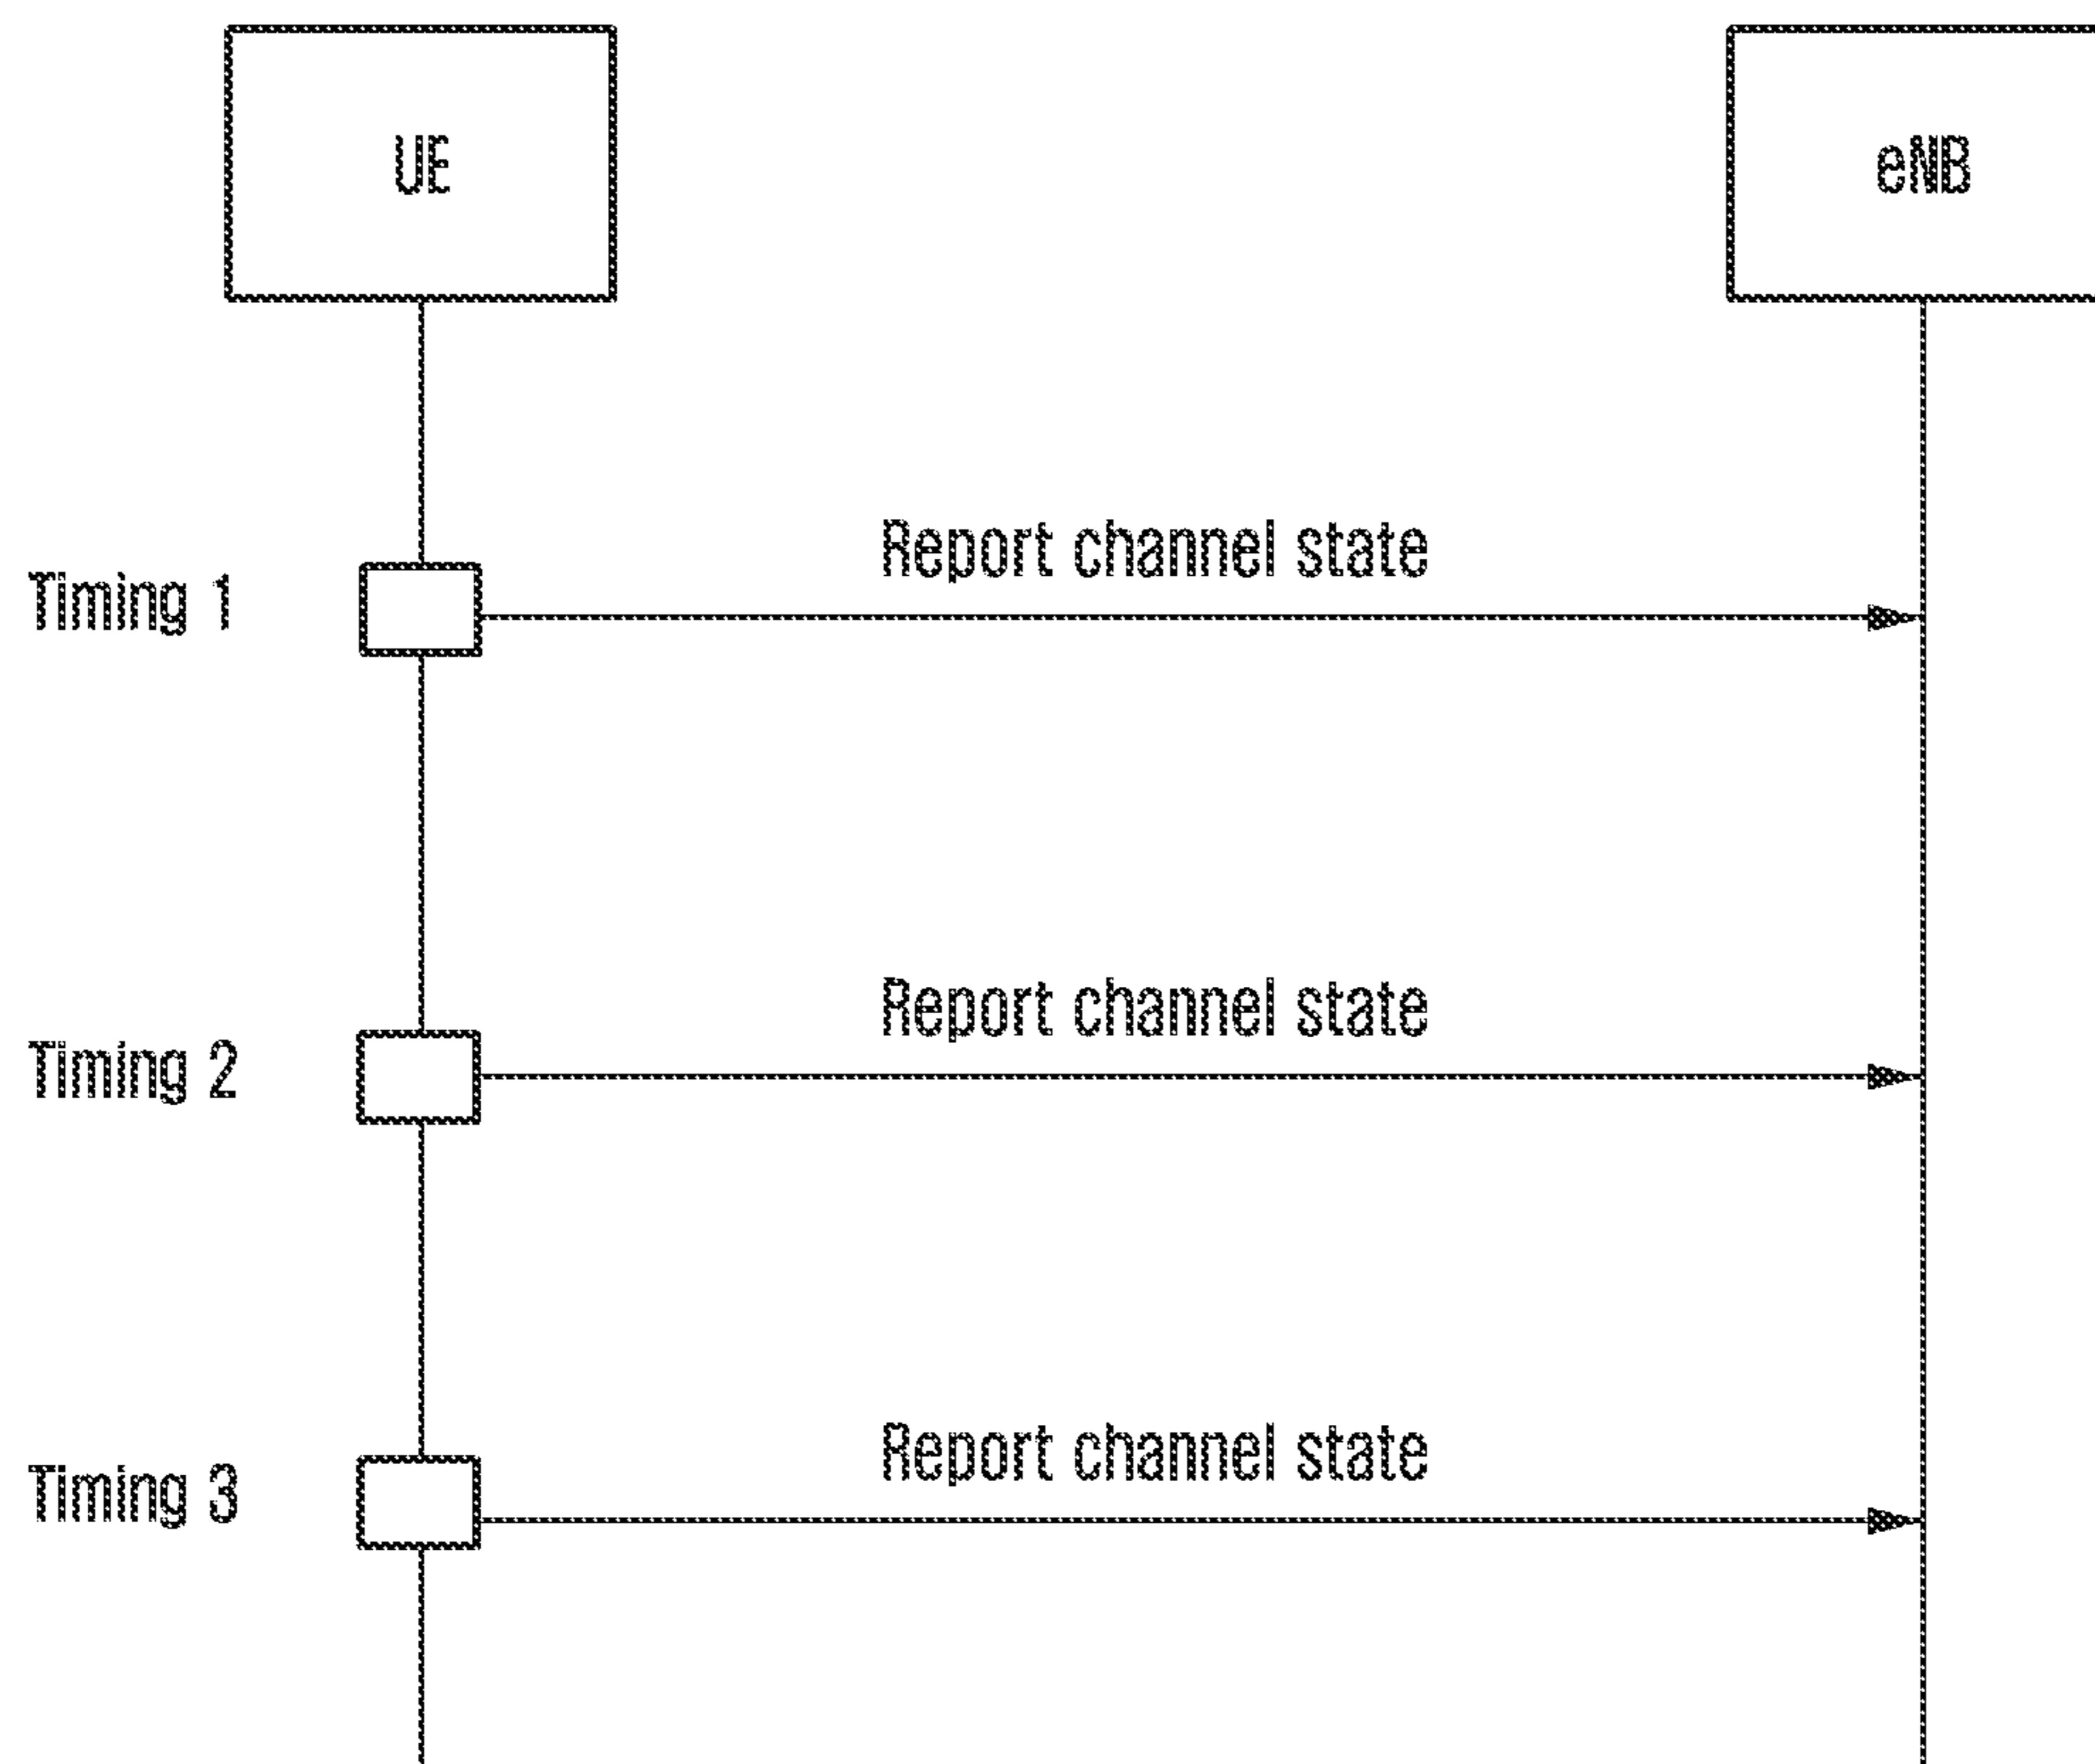 UE
eNB
Report channel state
Timing 1
Report channel state
Timing 2
Report channel state
Timing 3